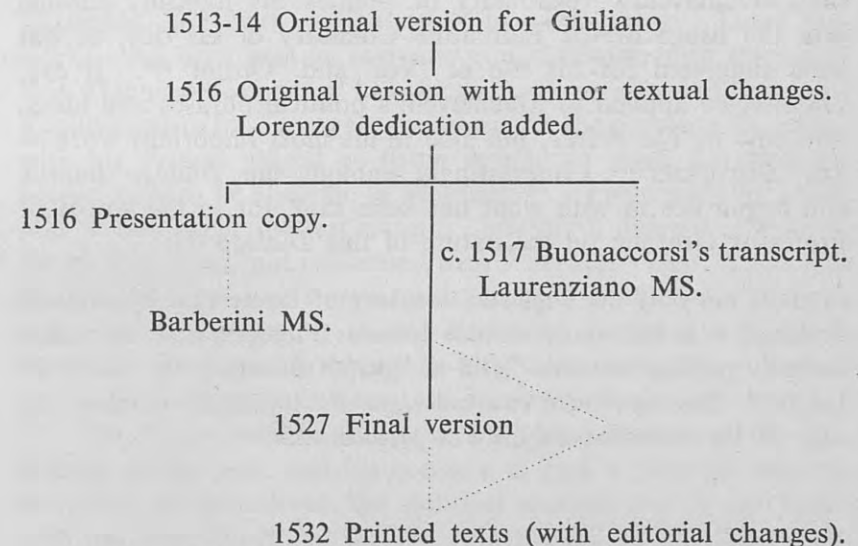 1513-14 Original version for Giuliano
1516 Original version with minor textual changes.
Lorenzo dedication added.
1516 Presentation copy.
c. 1517 Buonaccorsi's transcript.
Laurenziano MS.
Barberini MS.
1527 Final version
1532 Printed texts (with editorial changes).